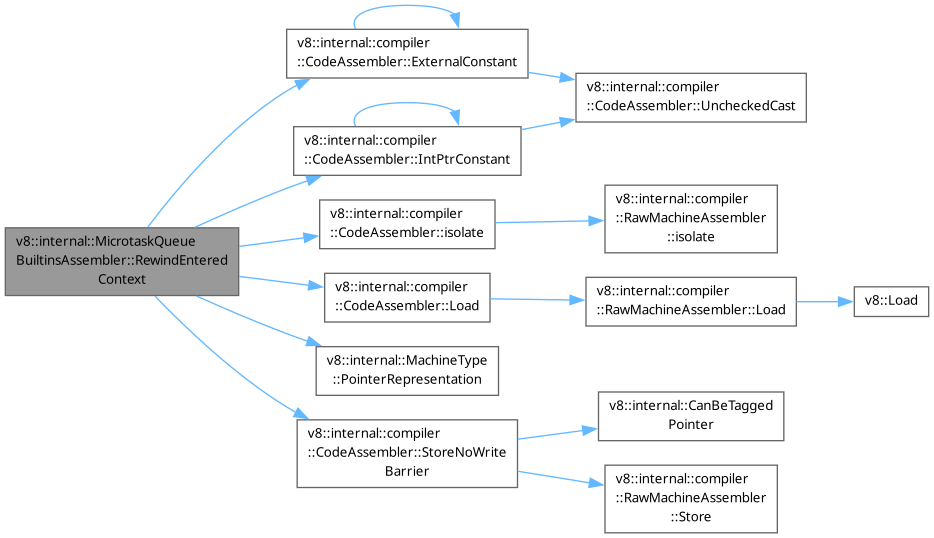 v8::internal::MicrotaskQueue
BuiltinsAssembler::RewindEntered
Context
v8::internal::compiler
::CodeAssembler::ExternalConstant
v8::internal::compiler
::CodeAssembler::UncheckedCast
v8::internal::compiler
::CodeAssembler::IntPtrConstant
v8::internal::compiler
::CodeAssembler::isolate
v8::internal::compiler
::RawMachineAssembler
::isolate
v8::internal::compiler
::CodeAssembler::Load
v8::internal::compiler
::RawMachineAssembler::Load
v8::Load
v8::internal::MachineType
::PointerRepresentation
v8::internal::compiler
::CodeAssembler::StoreNoWrite
Barrier
v8::internal::CanBeTagged
Pointer
v8::internal::compiler
::RawMachineAssembler
::Store